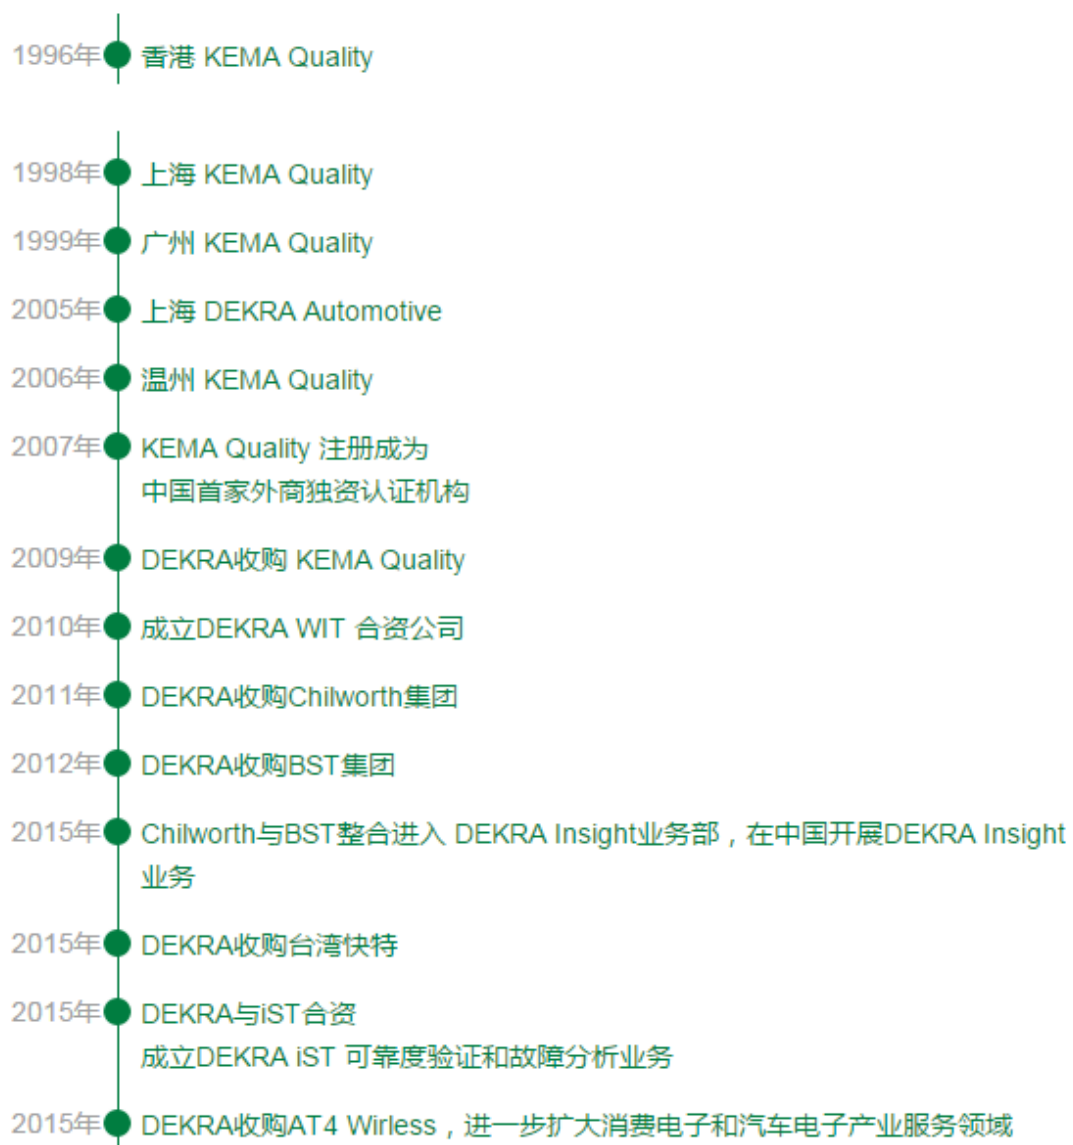 1996年 香港 KEMA Quality
1998年 上海 KEMA Quality
1999年 广州 KEMA Quality
2005年 上海 DEKRA Automotive
2006年 温州 KEMA Quality
2007年 KEMA Quality 注册成为
中国首家外商独资认证机构
2009年 DEKRA收购 KEMA Quality
2010年 成立DEKRA WIT 合资公司
2011年 DEKRA收购Chilworth集团
2012年 DEKRA收购BST集团
2015年 Chilworth与BST整合进入 DEKRA Insight业务部，在中国开展DEKRA Insight
业务
2015年 DEKRA收购台湾快特
2015年 DEKRA与iST合资
成立DEKRA iST 可靠度验证和故障分析业务
2015年 DEKRA收购AT4 Wirless，进一步扩大消费电子和汽车电子产业服务领域